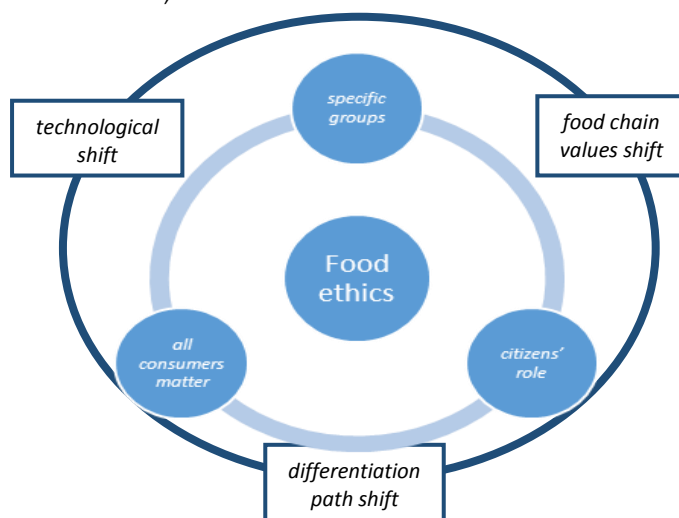 specific
groups
technological
shift
food chain
values shift
Food
ethics
all
consumers
matter
citizens’
role
differentiation
path shift